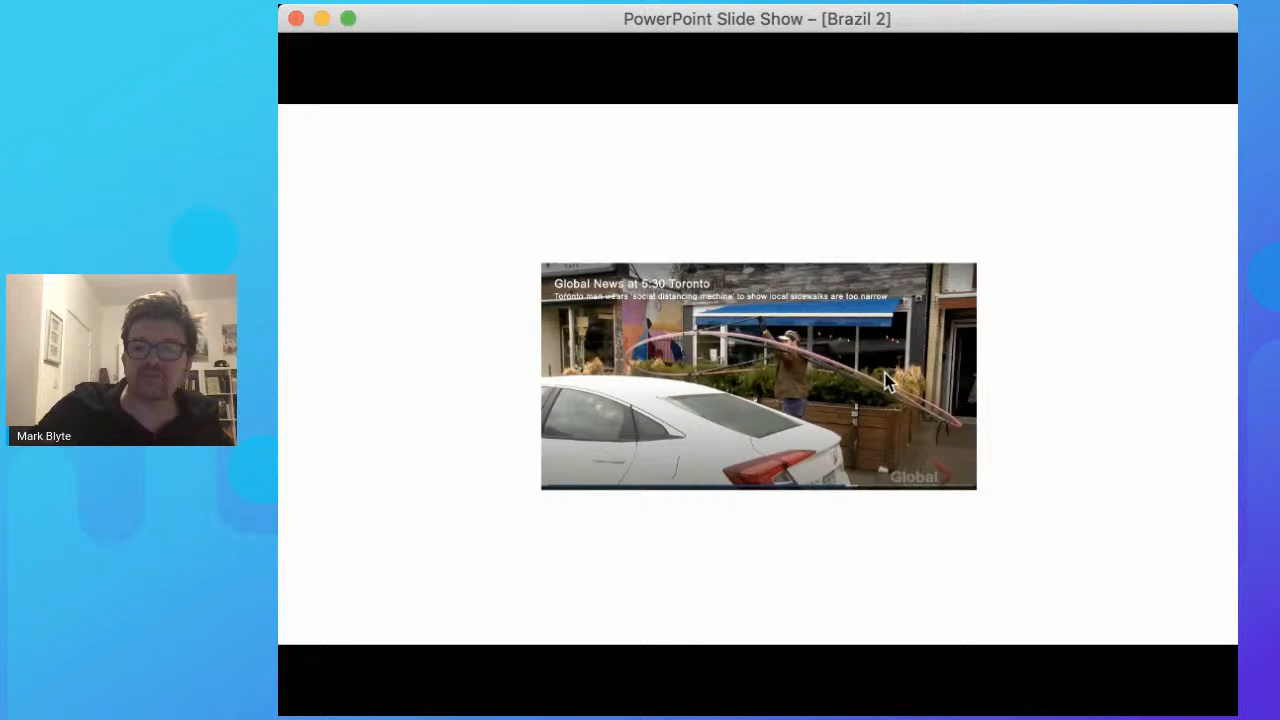 PowerPoint Slide Show – [Brazil 2]
Global News at 5:30 Toronto
Toronto man wears 'social distancing machine' to show local sidewalks are too narrow
Global
Mark Blyte